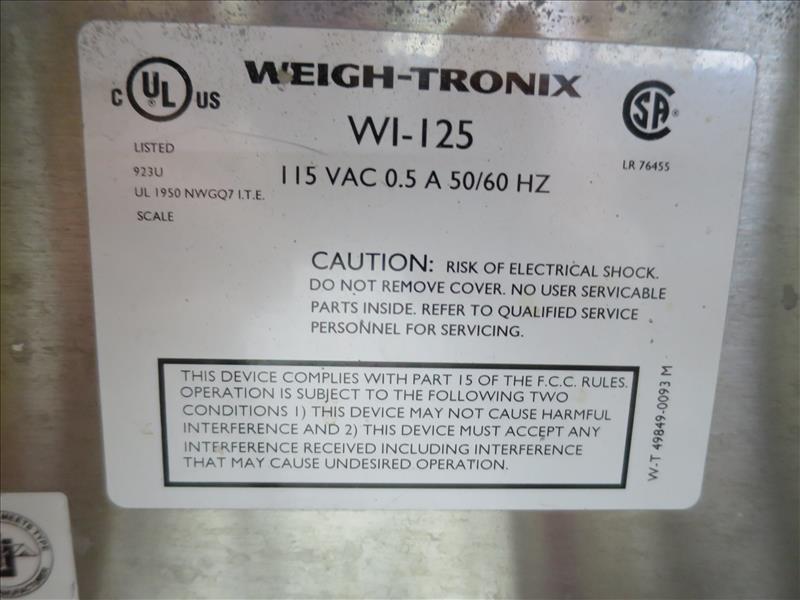 C UL US
WEIGH-TRONIX
WI-125
115 VAC 0.5 A 50/60 HZ
SA ®
LR 76455
LISTED
923U
UL 1950 NWGQ7 I.T.E.
SCALE
CAUTION: RISK OF ELECTRICAL SHOCK.
DO NOT REMOVE COVER. NO USER SERVICABLE
PARTS INSIDE. REFER TO QUALIFIED SERVICE
PERSONNEL FOR SERVICING.
THIS DEVICE COMPLIES WITH PART 15 OF THE F.C.C. RULES.
OPERATION IS SUBJECT TO THE FOLLOWING TWO
CONDITIONS 1) THIS DEVICE MAY NOT CAUSE HARMFUL
INTERFERENCE AND 2) THIS DEVICE MUST ACCEPT ANY
INTERFERENCE RECEIVED INCLUDING INTERFERENCE
THAT MAY CAUSE UNDESIRED OPERATION.
W-T 49849-0093 M
MEETS TYPE